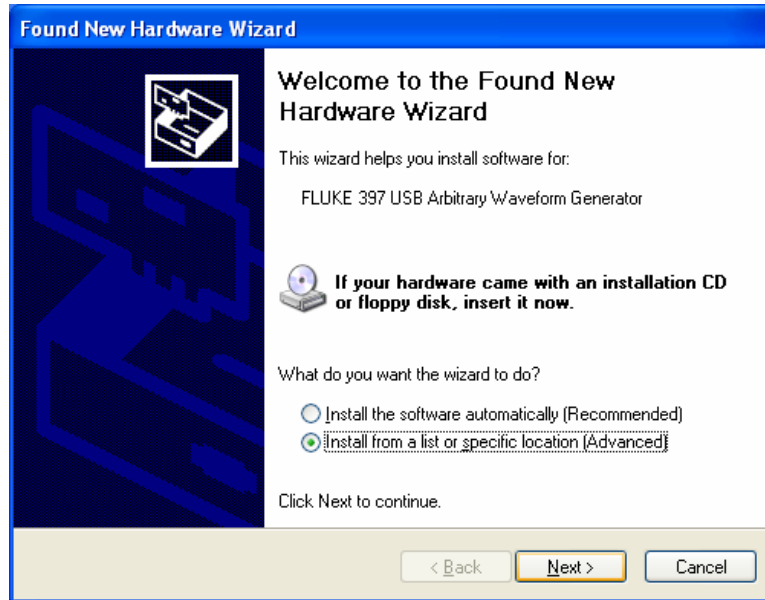 Found New Hardware Wizard
Welcome to the Found New
Hardware Wizard
This wizard helps you install software for:
FLUKE 397 USB Arbitrary Waveform Generator
If your hardware came with an installation CD
or floppy disk, insert it now.
What do you want the wizard to do?
Install the software automatically (Recommended)
Install from a list or specific location (Advanced)
Click Next to continue.
< Back Next > Cancel